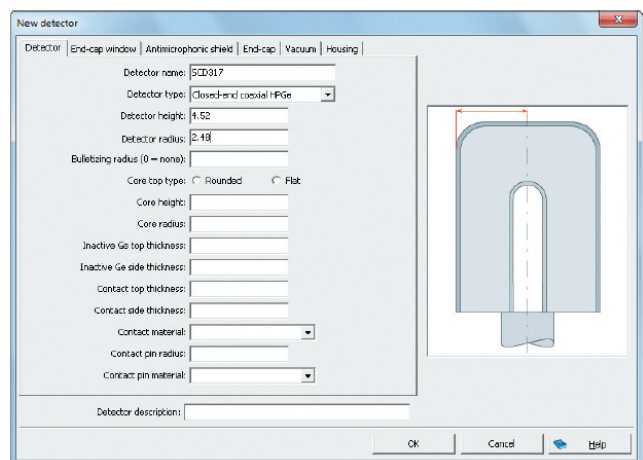 New detector
Detector End-cap window Antimicrophonic shield End-cap Vacuum Housing
Detector name: SCD317
Detector type: Closed-end coaxial HPGe
Detector height: 4.52
Detector radius: 2.48
Bulletizing radius (0 = none):
Core top type: Rounded Flat
Core height:
Core radius:
Inactive Ge top thickness:
Inactive Ge side thickness:
Contact top thickness:
Contact side thickness:
Contact material:
Contact pin radius:
Contact pin material:
Detector description:
OK Cancel Help